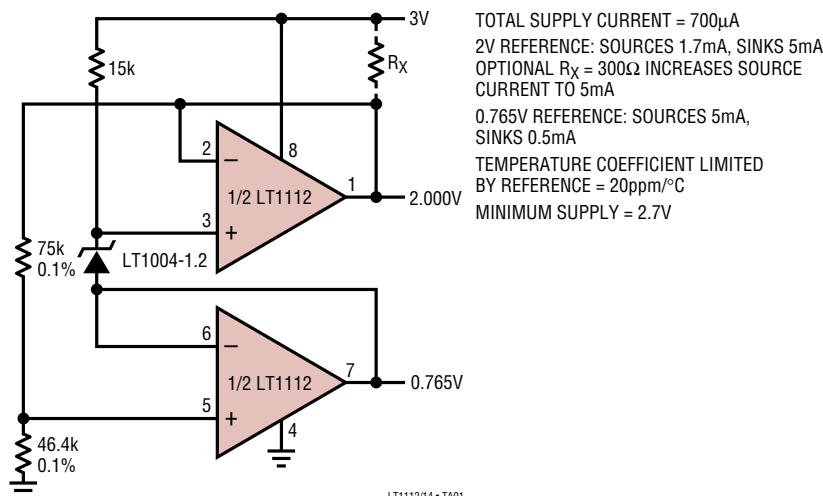 3V
15k
RX
2
−
8
1/2 LT1112
1
2.000V
3
+
75k
0.1%
LT1004-1.2
6
−
7
1/2 LT1112
0.765V
5
+
4
46.4k
0.1%
TOTAL SUPPLY CURRENT = 700µA
2V REFERENCE: SOURCES 1.7mA, SINKS 5mA
OPTIONAL RX = 300Ω INCREASES SOURCE
CURRENT TO 5mA
0.765V REFERENCE: SOURCES 5mA,
SINKS 0.5mA
TEMPERATURE COEFFICIENT LIMITED
BY REFERENCE = 20ppm/°C
MINIMUM SUPPLY = 2.7V
LT1112/14 • TA01